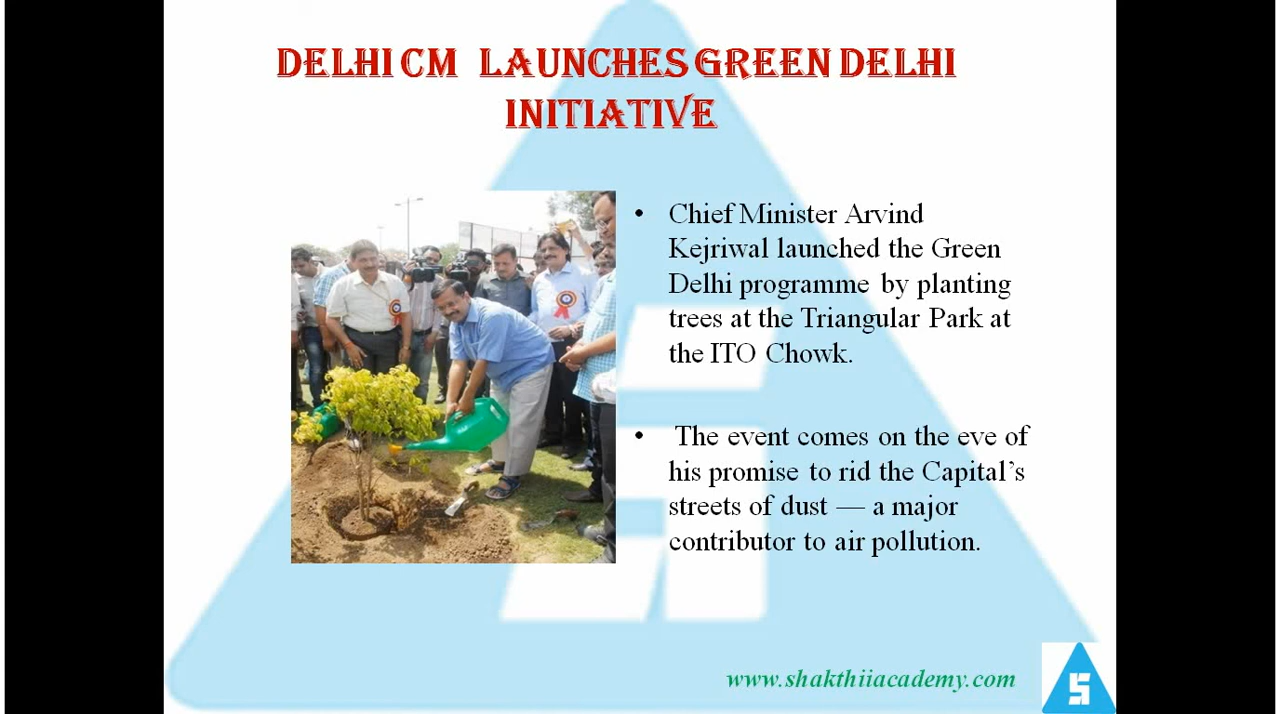 DELHI CM LAUNCHES GREEN DELHI
INITIATIVE
• Chief Minister Arvind
Kejriwal launched the Green
Delhi programme by planting
trees at the Triangular Park at
the ITO Chowk.
• The event comes on the eve of
his promise to rid the Capital’s
streets of dust — a major
contributor to air pollution.
www.shakthiiacademy.com
S